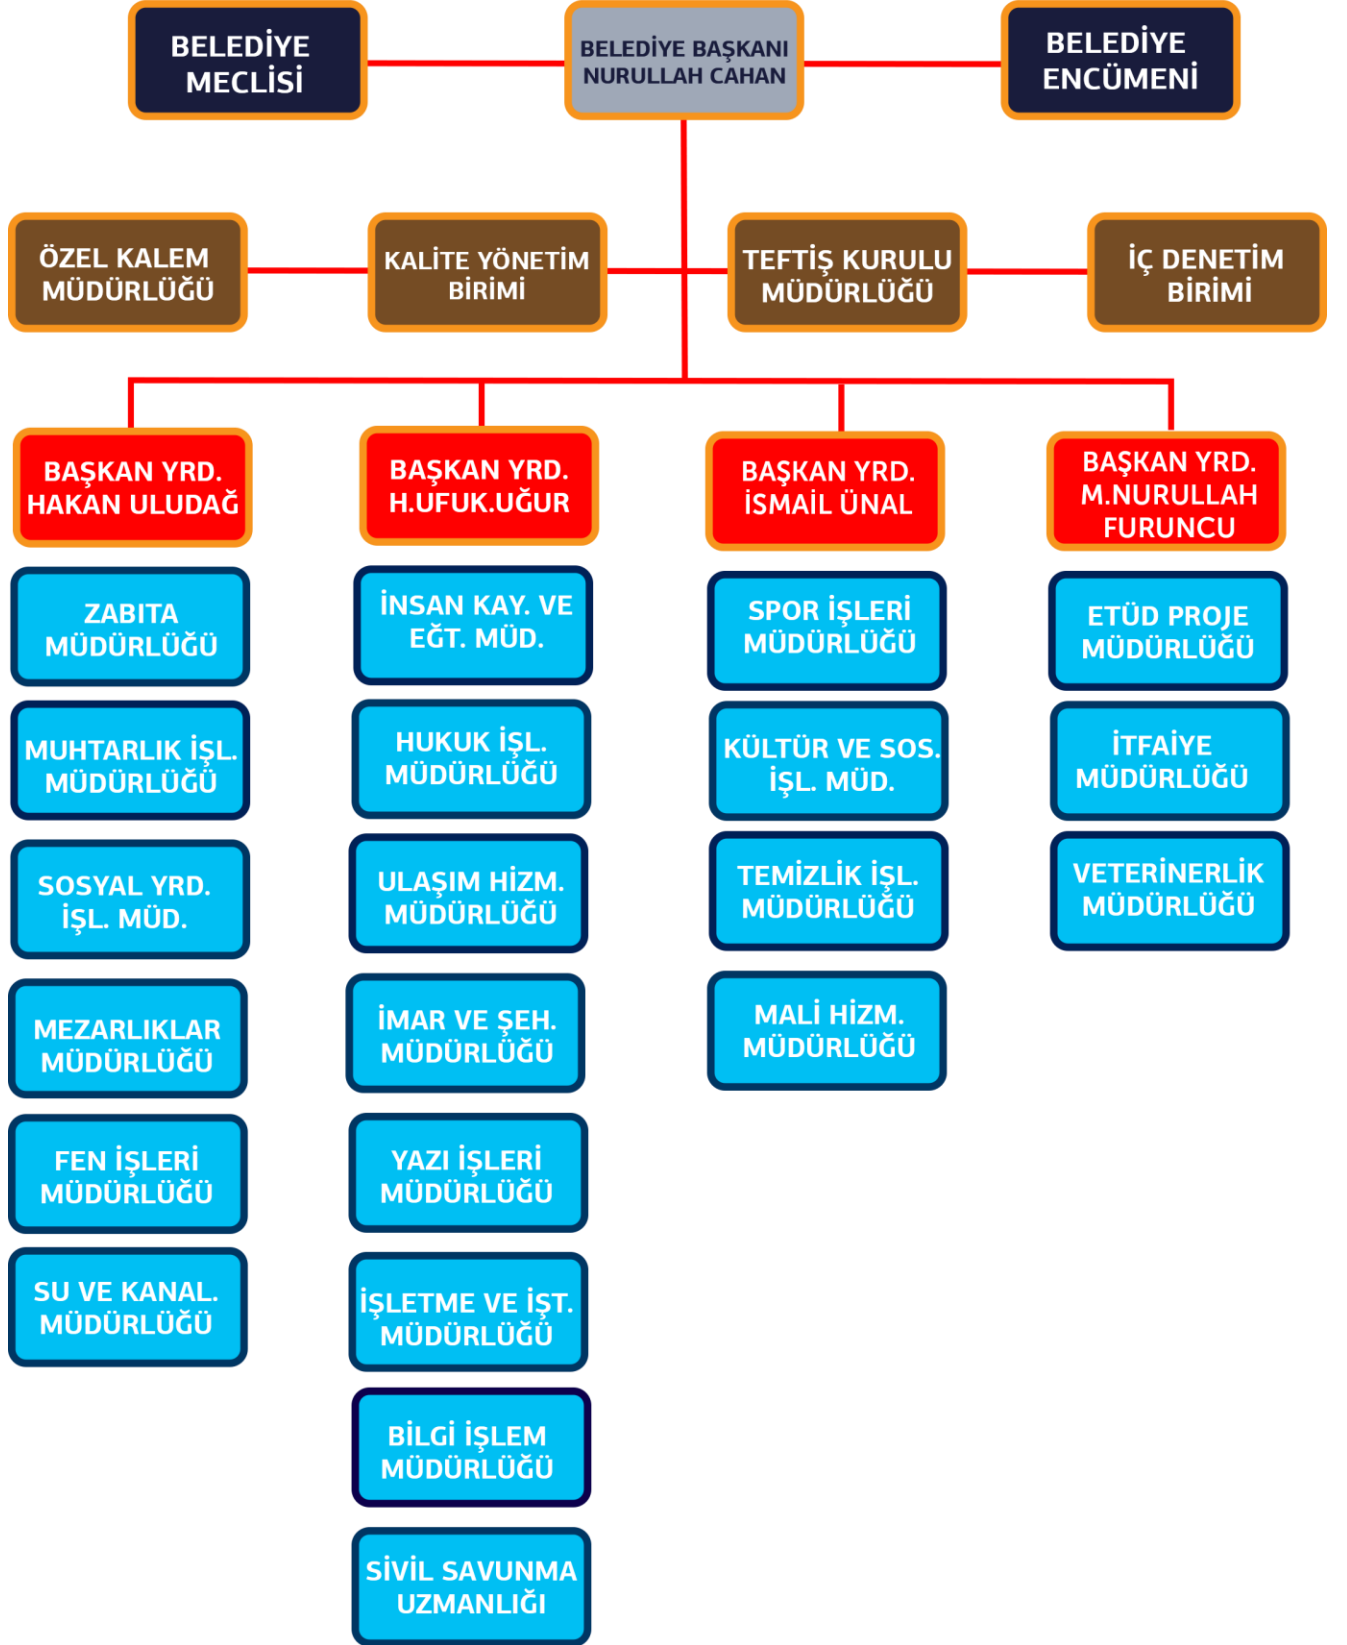 BELEDİYE
MECLİSİ
BELEDİYE BAŞKANI
NURULLAH CAHAN
BELEDİYE
ENCÜMENİ
ÖZEL KALEM
MÜDÜRLÜĞÜ
KALİTE YÖNETİM
BİRİMİ
TEFTİŞ KURULU
MÜDÜRLÜĞÜ
İÇ DENETİM
BİRİMİ
BAŞKAN YRD.
HAKAN ULUDAĞ
BAŞKAN YRD.
H.UFUK.UĞUR
BAŞKAN YRD.
İSMAİL ÜNAL
BAŞKAN YRD.
M.NURULLAH
FURUNCU
ZABITA
MÜDÜRLÜĞÜ
MUHTARLIK İŞL.
MÜDÜRLÜĞÜ
SOSYAL YRD.
İŞL. MÜD.
MEZARLIKLAR
MÜDÜRLÜĞÜ
FEN İŞLERİ
MÜDÜRLÜĞÜ
SU VE KANAL.
MÜDÜRLÜĞÜ
İNSAN KAY. VE
EĞT. MÜD.
HUKUK İŞL.
MÜDÜRLÜĞÜ
ULAŞIM HİZM.
MÜDÜRLÜĞÜ
İMAR VE ŞEH.
MÜDÜRLÜĞÜ
YAZI İŞLERİ
MÜDÜRLÜĞÜ
İŞLETME VE İŞT.
MÜDÜRLÜĞÜ
BİLGİ İŞLEM
MÜDÜRLÜĞÜ
SİVİL SAVUNMA
UZMANLIĞI
SPOR İŞLERİ
MÜDÜRLÜĞÜ
KÜLTÜR VE SOS.
İŞL. MÜD.
TEMİZLİK İŞL.
MÜDÜRLÜĞÜ
MALİ HİZM.
MÜDÜRLÜĞÜ
ETÜD PROJE
MÜDÜRLÜĞÜ
İTFAİYE
MÜDÜRLÜĞÜ
VETERİNERLİK
MÜDÜRLÜĞÜ